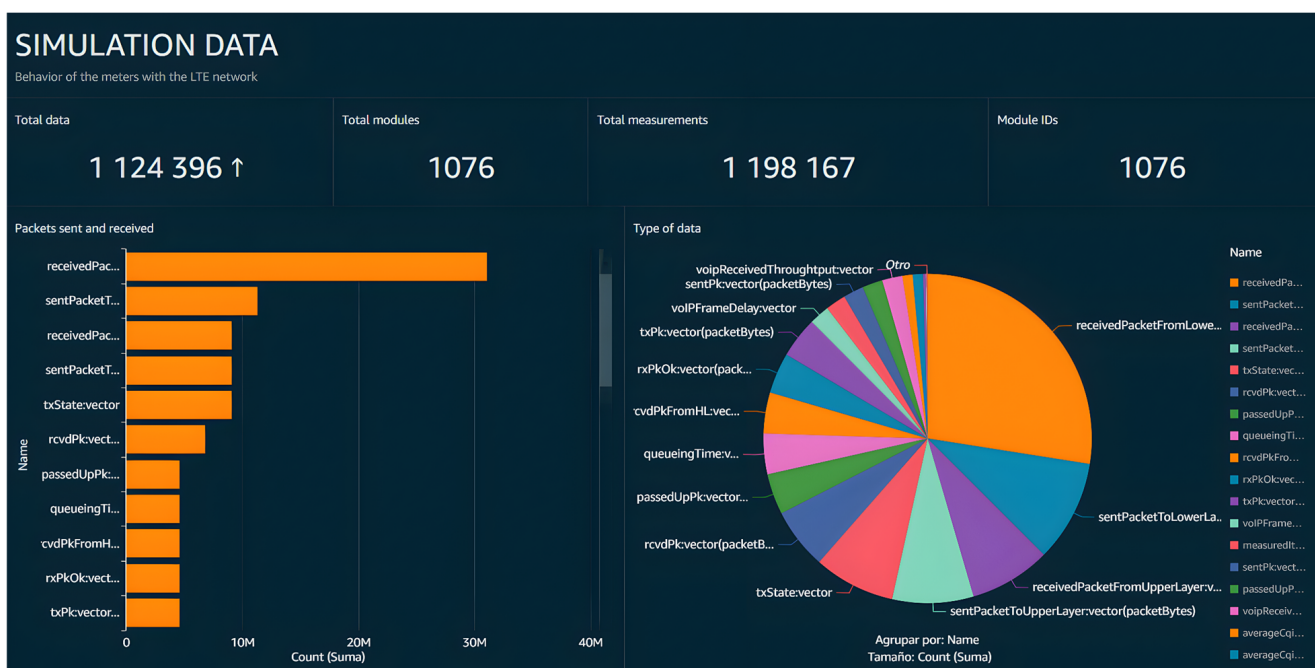 SIMULATION DATA
Behavior of the meters with the LTE network
Total data
1 124 396 ↑
Total modules
1076
Total measurements
1 198 167
Module IDs
1076
Packets sent and received
receivedPac...
sentPacketT...
receivedPac...
sentPacketT...
txState:vector
rcvdPk:vect...
passedUpPk:...
queueingTi...
cvdPkFromH...
rxPkOk:vect...
txPk:vector...
Name
0
10M
20M
30M
40M
Count (Suma)
Type of data
Otro
voipReceivedThroughtput:vector
sentPk:vector(packetBytes)
voIPFrameDelay:vector
txPk:vector(packetBytes)
rxPkOk:vector(pack...
rcvdPkFromHL:vec...
queueingTime:v...
passedUpPk:vector...
rcvdPk:vector(packetB...
txState:vector
sentPacketToUpperLayer:vector(packetBytes)
receivedPacketFromUpperLayer:v...
sentPacketToLowerLa...
receivedPacketFromLowe...
Agrupar por: Name
Tamaño: Count (Suma)
Name
receivedPa...
sentPacket...
receivedPa...
sentPacket...
txState:vec...
rcvdPk:vect...
passedUpP...
queueingTi...
rcvdPkFro...
rxPkOk:vec...
txPk:vector...
voIPFrame...
measuredIt...
sentPk:vect...
passedUpP...
voipReceiv...
averageCqi...
averageCqi...